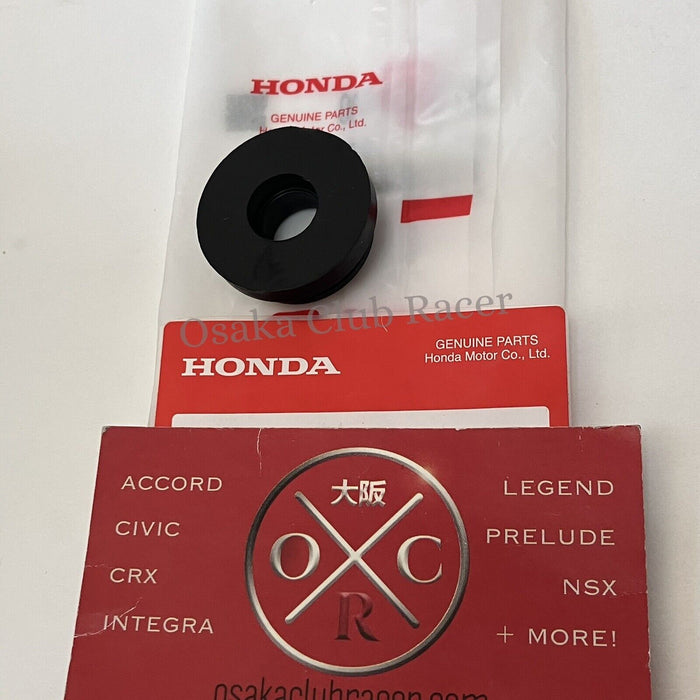 HONDA
GENUINE PARTS
Honda Motor Co., Ltd.
Osaka Club Racer
HONDA
GENUINE PARTS
Honda Motor Co., Ltd.
大阪
O C
R
ACCORD
CIVIC
CRX
INTEGRA
LEGEND
PRELUDE
NSX
+ MORE!
osakaclubracer.com